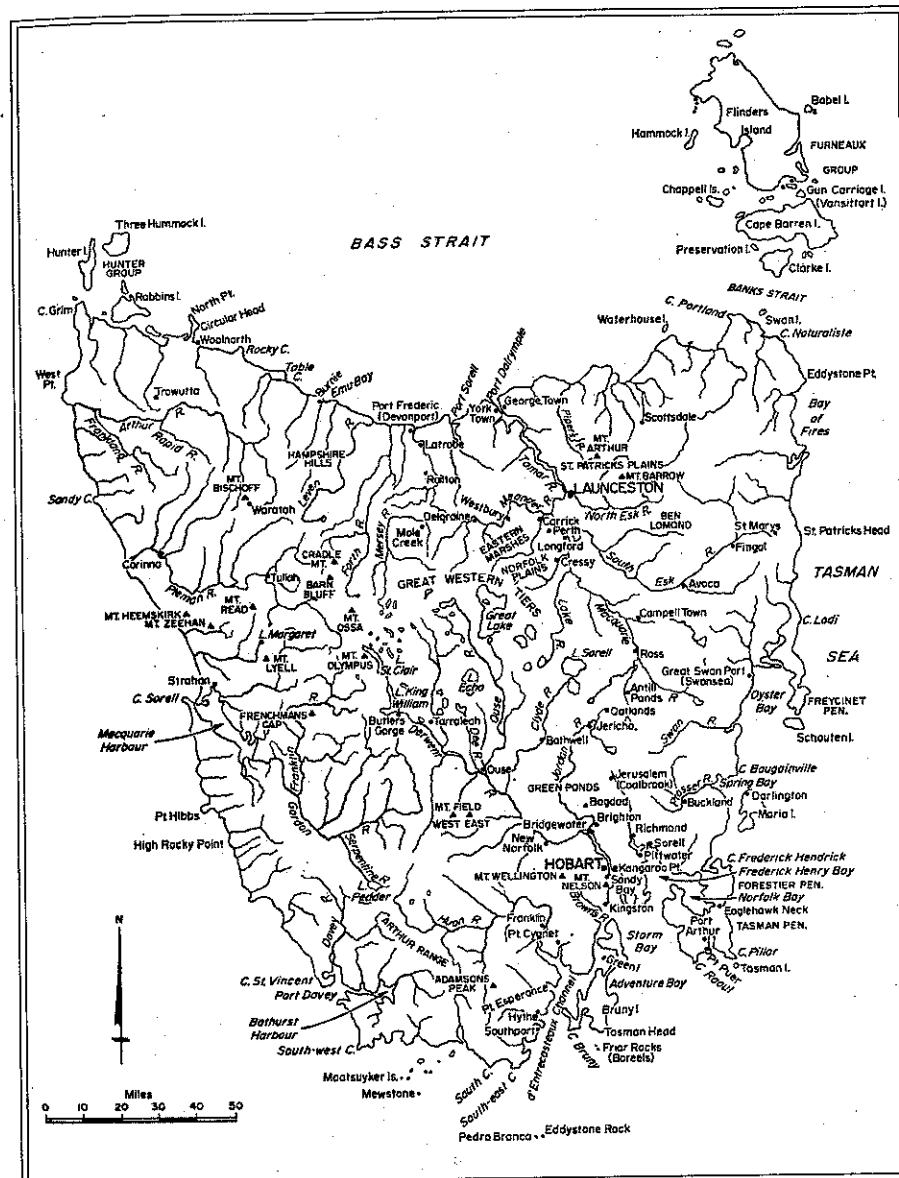 Babel I.
Flinders
Island
Hammock I.
FURNEAUX
GROUP
Chappell Is.
Gun Carriage I.
(Vansittart I.)
Cape Barren I.
Preservation I.
Clarke I.
BASS STRAIT
Three Hummock I.
Hunter I.
HUNTER
GROUP
Robbins I.
C. Grim
North Pt.
Circular Head
Woolnorth
Rocky C.
BANKS STRAIT
C. Portland
Swan I.
C. Naturaliste
Waterhouse I.
Eddystone Pt.
West
Pt.
Trowutta
Table
C.
Burnie
Emu Bay
Port Frederic
(Devonport)
Port Sorell
Port Dalrymple
York
Town
George Town
Pipers R.
Scottsdale
Bay
of
Fires
Arthur
R.
Rapid R.
Frankland R.
Latrobe
MT.
ARTHUR
ST. PATRICKS PLAINS
MT. BARROW
HAMPSHIRE
HILLS
Leven
R.
Railton
Tamar R.
LAUNCESTON
Sandy C.
MT.
BISCHOFF
Waratah
Mersey R.
Forth
R.
Deloraine
Westbury
Meander
R.
North Esk R.
Carrick
Perth
Mole
Creek
EASTERN
MARSHES
Longford
BEN
LOMOND
St Marys
St. Patricks Head
Fingal
Corinna
CRADLE
MT.
BARN
BLUFF
NORFOLK
PLAINS
Cressy
South
Esk
R.
Avoca
Pieman R.
Tullah
GREAT WESTERN
TIERS
TASMAN
SEA
MT. HEEMSKIRK
MT. ZEEHAN
MT.
READ
MT.
OSSA
Great
Lake
Lake
R.
Macquarie
R.
Campell Town
C. Lodi
L. Margaret
MT.
LYELL
MT.
OLYMPUS
L.
St. Clair
L. Sorell
Ross
Great Swan Port
(Swansea)
Strahan
C. Sorell
L. King
William
L.
Echo
Ouse
Clyde
R.
Antill
Ponds
Oatlands
Oyster
Bay
FREYCINET
PEN.
Schouten I.
Macquarie
Harbour
FRENCHMANS
CAP
R.
Butlers
Gorge
Tarraleah
Derwent
Dee R.
Bothwell
Jericho
Swan
R.
Franklin
Gordon
R.
Ouse
R.
Jordan
R.
Jerusalem
(Coalbrook)
Prosser R.
C. Bougainville
Spring Bay
Darlington
Buckland
Maria I.
GREEN PONDS
Bagdad
Pt Hibbs
MT. FIELD
WEST EAST
Bridgewater
Brighton
Richmond
High Rocky Point
New
Norfolk
Sorell
Pittwater
Serpentine R.
HOBART
Kangaroo Pt.
C. Frederick Hendrick
Frederick Henry Bay
FORESTIER PEN.
Norfolk Bay
MT. WELLINGTON
MT.
NELSON
Sandy
Bay
L.
Pedder
Browns R.
Kingston
Eaglehawk Neck
TASMAN PEN.
N
R.
Davey
Huon R.
Franklin
(Pt. Cygnet)
Storm
Bay
Port
Arthur
Pt Puer
C. Pillar
Tasman I.
C. Raoul
ARTHUR RANGE
Green I.
Adventure Bay
C. St. Vincent
Port Davey
ADAMSONS
PEAK
Pt. Esperance
Bruny I.
Bathurst
Harbour
Hythe
Southport
Tasman Head
Friar Rocks
(Boreels)
d'Entrecasteaux Channel
C. Bruny
South-west C.
Maatsuyker Is.
Mewstone
South C.
South-east C.
Miles
0 10 20 30 40 50
Pedra Branca
Eddystone Rock